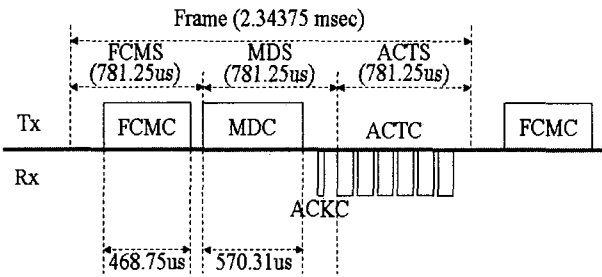 Frame (2.34375 msec)
FCMS MDS ACTS
(781.25us) (781.25us) (781.25us)
Tx FCMC MDC ACTC FCMC
Rx
ACKC
468.75us 570.31us